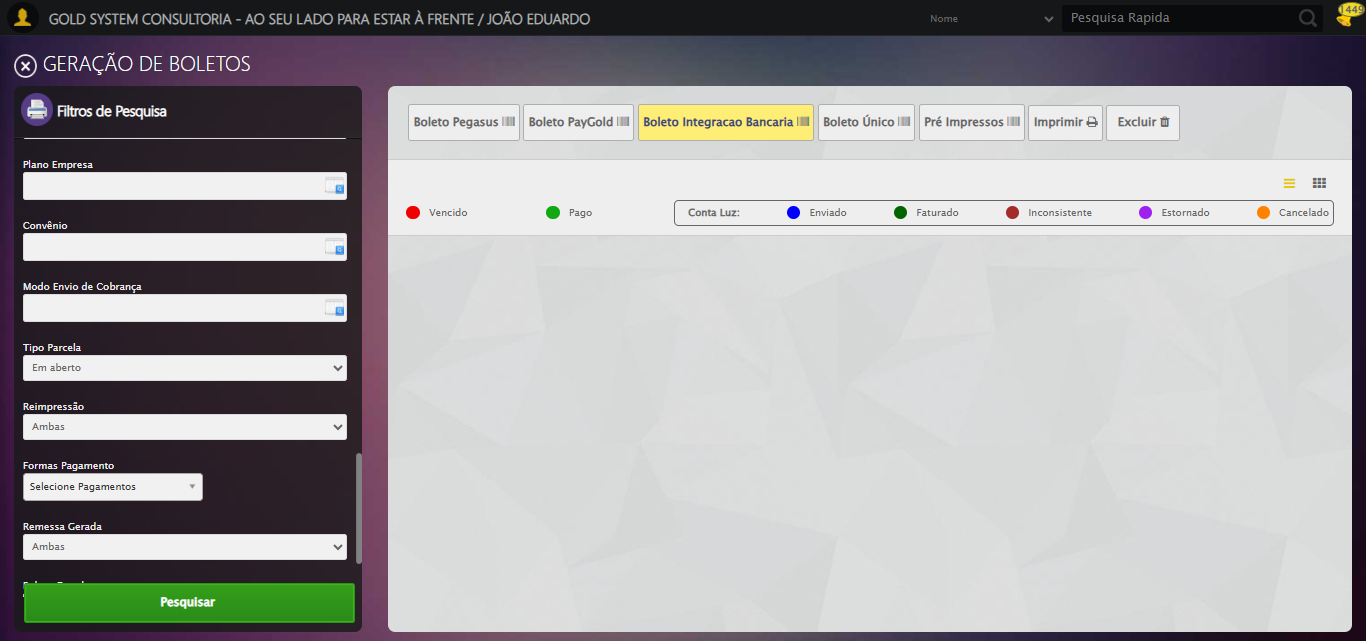 GOLD SYSTEM CONSULTORIA - AO SEU LADO PARA ESTAR À FRENTE / JOÃO EDUARDO
Nome
Pesquisa Rapida
1449
GERAÇÃO DE BOLETOS
Filtros de Pesquisa
Plano Empresa
Convênio
Modo Envio de Cobrança
Tipo Parcela
Em aberto
Reimpressão
Ambas
Formas Pagamento
Selecione Pagamentos
Remessa Gerada
Ambas
Pesquisar
Boleto Pegasus
Boleto PayGold
Boleto Integracao Bancaria
Boleto Único
Pré Impressos
Imprimir
Excluir
Vencido
Pago
Conta Luz:
Enviado
Faturado
Inconsistente
Estornado
Cancelado